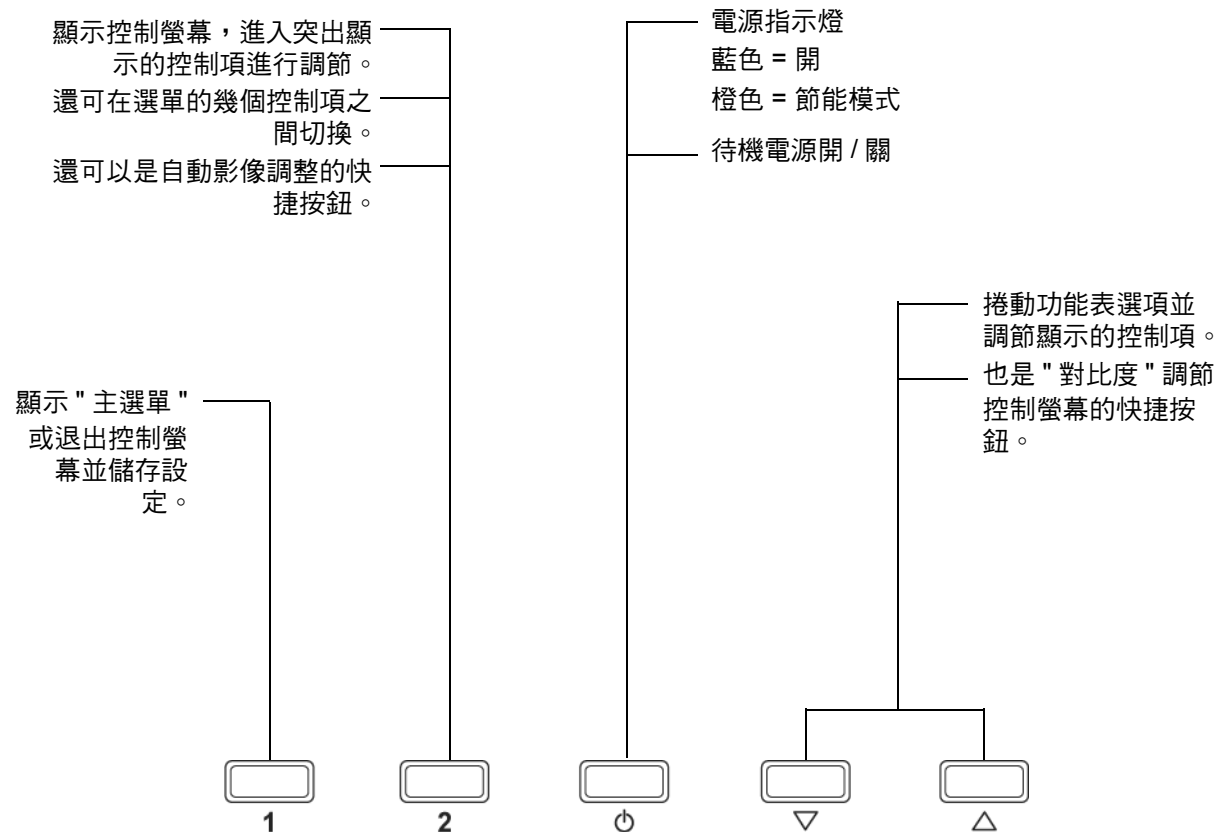 顯示控制螢幕，進入突出顯
示的控制項進行調節。
還可在選單的幾個控制項之
間切換。
還可以是自動影像調整的快
捷按鈕。
電源指示燈
藍色 = 開
橙色 = 節能模式
待機電源開 / 關
捲動功能表選項並
調節顯示的控制項。
也是 " 對比度 " 調節
控制螢幕的快捷按
鈕。
顯示 " 主選單 "
或退出控制螢
幕並儲存設
定。
1
2